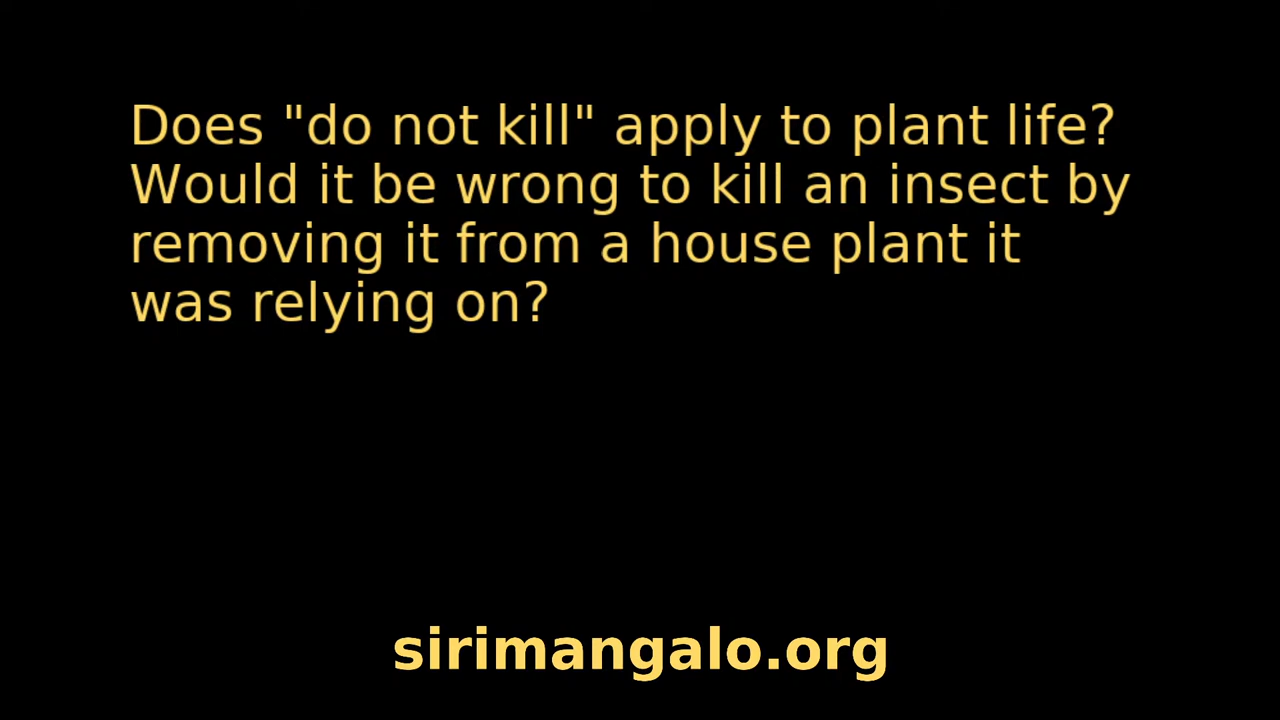 Does "do not kill" apply to plant life?
Would it be wrong to kill an insect by
removing it from a house plant it
was relying on?
sirimangalo.org